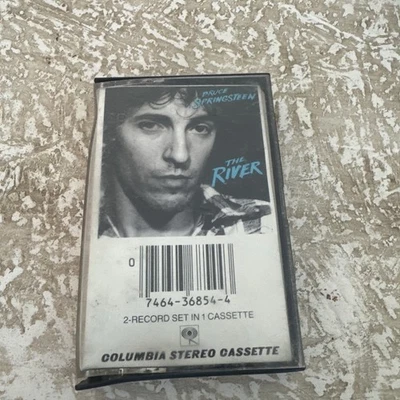 BRUCE
SPRINGSTEEN
THE
RIVER
0
7464-36854-4
2-RECORD SET IN 1 CASSETTE
COLUMBIA STEREO CASSETTE